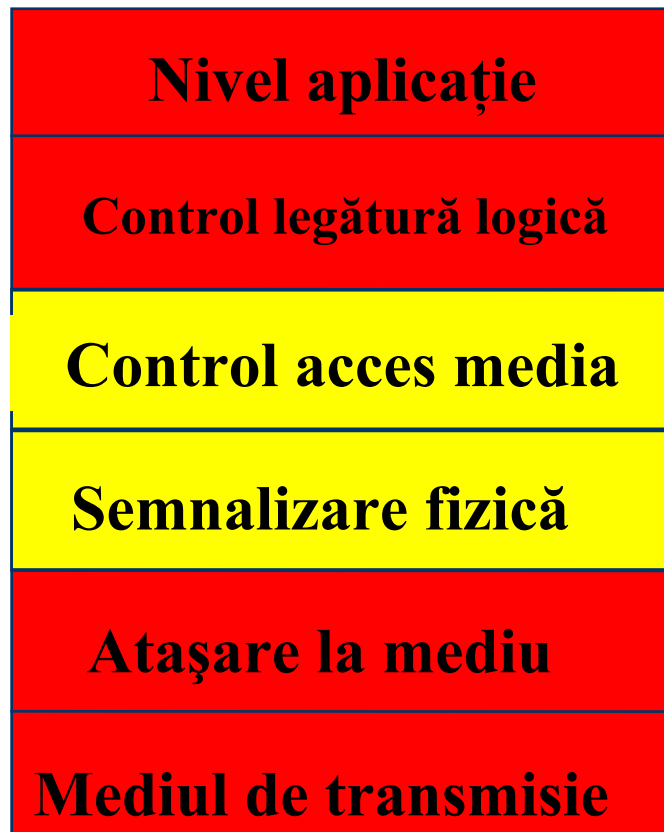 Nivel aplicație
Control legătură logică
Control acces media
Semnalizare fizică
Ataşare la mediu
Mediul de transmisie